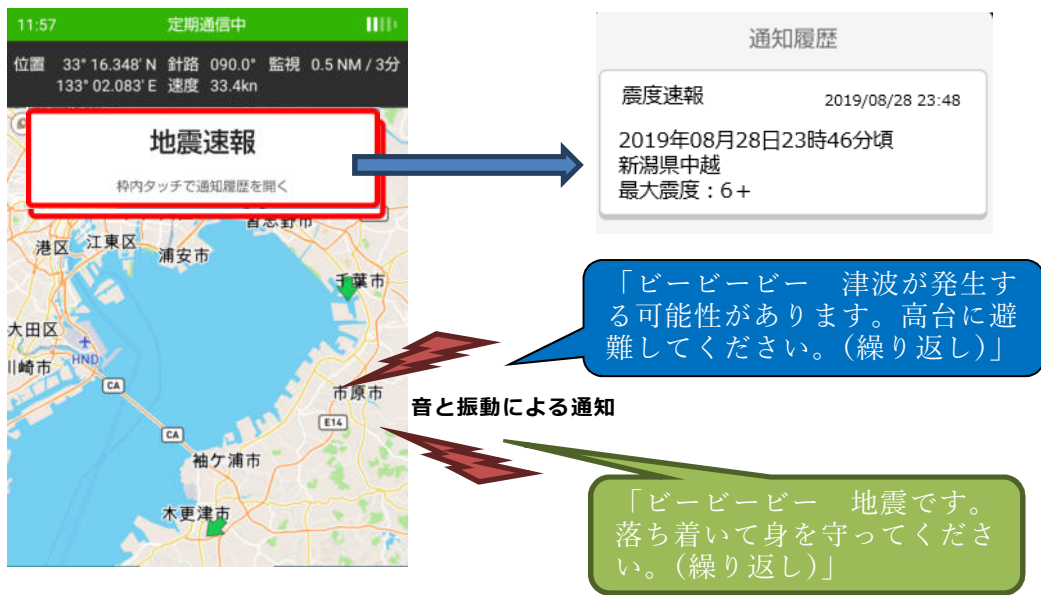 11:57 定期通信中
位置 33° 16.348' N 針路 090.0° 監視 0.5 NM / 3分
133° 02.083' E 速度 33.4kn
地震速報
枠内タッチで通知履歴を開く
習志野市
港区 江東区
浦安市
千葉市
大田区
HND
川崎市
CA
市原市
E14
CA
袖ケ浦市
木更津市
通知履歴
震度速報 2019/08/28 23:48
2019年08月28日23時46分頃
新潟県中越
最大震度：6+
「ビービービー　津波が発生す
る可能性があります。高台に避
難してください。(繰り返し)」
音と振動による通知
「ビービービー　地震です。
落ち着いて身を守ってくださ
い。(繰り返し)」